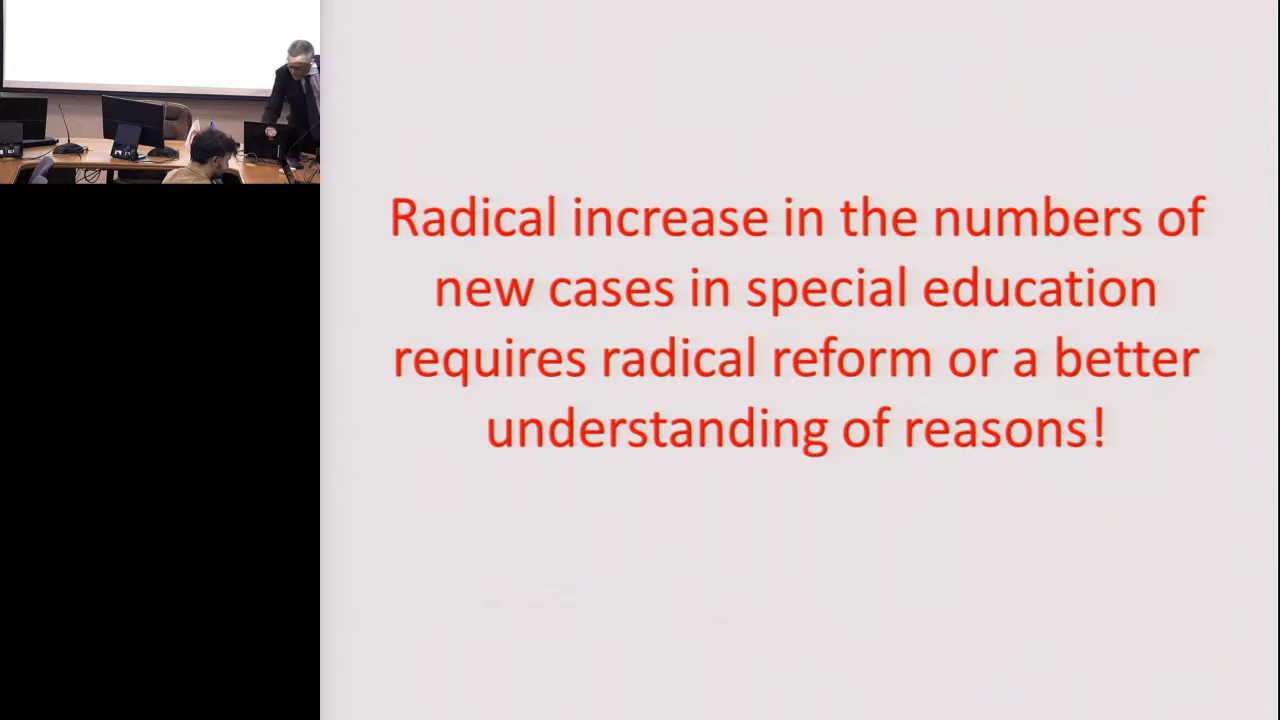 Radical increase in the numbers of
new cases in special education
requires radical reform or a better
understanding of reasons!